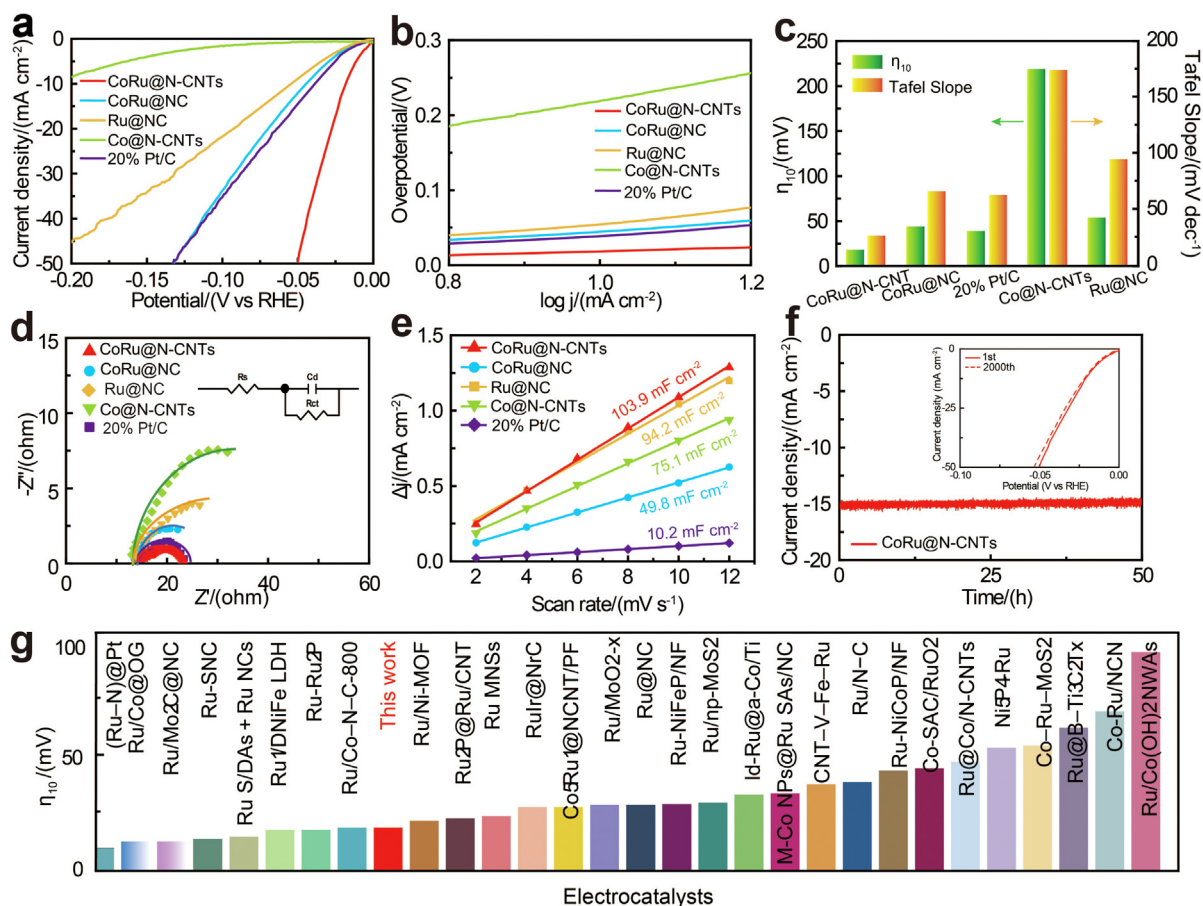 a
Current density/(mA cm⁻²)
0
-10
-20
-30
-40
-50
CoRu@N-CNTs
CoRu@NC
Ru@NC
Co@N-CNTs
20% Pt/C
-0.20
-0.15
-0.10
-0.05
0.00
Potential/(V vs RHE)
b
Overpotential/(V)
0.3
0.2
0.1
0.0
CoRu@N-CNTs
CoRu@NC
Ru@NC
Co@N-CNTs
20% Pt/C
0.8
1.0
1.2
log j/(mA cm⁻²)
c
η₁₀/(mV)
250
225
200
150
100
50
0
η₁₀
Tafel Slope
200
150
100
50
0
Tafel Slope/(mV dec⁻¹)
CoRu@N-CNT
CoRu@NC
20% Pt/C
Co@N-CNTs
Ru@NC
d
-Z''/(ohm)
15
10
5
0
CoRu@N-CNTs
CoRu@NC
Ru@NC
Co@N-CNTs
20% Pt/C
Rs
Cd
Rct
0
20
40
60
Z'/(ohm)
e
Δj/(mA cm⁻²)
1.5
1.0
0.5
0.0
CoRu@N-CNTs
CoRu@NC
Ru@NC
Co@N-CNTs
20% Pt/C
103.9 mF cm⁻²
94.2 mF cm⁻²
75.1 mF cm⁻²
49.8 mF cm⁻²
10.2 mF cm⁻²
2
4
6
8
10
12
Scan rate/(mV s⁻¹)
f
Current density/(mA cm⁻²)
0
-5
-10
-15
-20
Current density (mA cm⁻²)
0
-25
-50
1st
2000th
-0.10
-0.05
0.00
Potential (V vs RHE)
CoRu@N-CNTs
0
25
50
Time/(h)
g
η₁₀/(mV)
100
50
0
(Ru–N)@Pt
Ru/Co@OG
Ru/Mo2C@NC
Ru-SNC
Ru S/DAs + Ru NCs
Ru1/DNiFe LDH
Ru-Ru2P
Ru/Co–N–C-800
This work
Ru/Ni-MOF
Ru2P@Ru/CNT
Ru MNSs
RuIr@NrC
Co5Ru1@NCNT/PF
Ru/MoO2-x
Ru@NC
Ru-NiFeP/NF
Ru/np-MoS2
ld-Ru@a-Co/Ti
M-Co NPs@Ru SAs/NC
CNT–V–Fe–Ru
Ru/N–C
Ru-NiCoP/NF
Co-SAC/RuO2
Ru@Co/N-CNTs
Ni5P4Ru
Co–Ru–MoS2
Ru@B–Ti3C2Tx
Co-Ru/NCN
Ru/Co(OH)2NWAs
Electrocatalysts